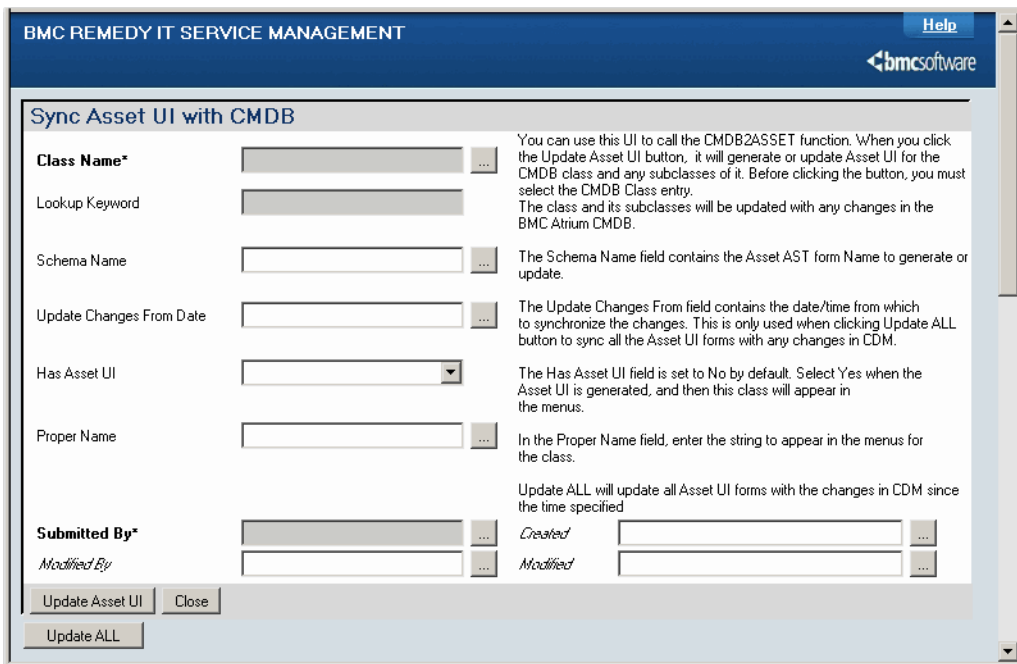 BMC REMEDY IT SERVICE MANAGEMENT
Help
bmcsoftware
Sync Asset UI with CMDB
Class Name*
...
You can use this UI to call the CMDB2ASSET function. When you click
the Update Asset UI button, it will generate or update Asset UI for the
CMDB class and any subclasses of it. Before clicking the button, you must
select the CMDB Class entry.
The class and its subclasses will be updated with any changes in the
BMC Atrium CMDB.
Lookup Keyword
Schema Name
...
The Schema Name field contains the Asset AST form Name to generate or
update.
Update Changes From Date
...
The Update Changes From field contains the date/time from which
to synchronize the changes. This is only used when clicking Update ALL
button to sync all the Asset UI forms with any changes in CDM.
Has Asset UI
The Has Asset UI field is set to No by default. Select Yes when the
Asset UI is generated, and then this class will appear in
the menus.
Proper Name
...
In the Proper Name field, enter the string to appear in the menus for
the class.
Update ALL will update all Asset UI forms with the changes in CDM since
the time specified
Submitted By*
...
Created
...
Modified By
...
Modified
...
Update Asset UI
Close
Update ALL